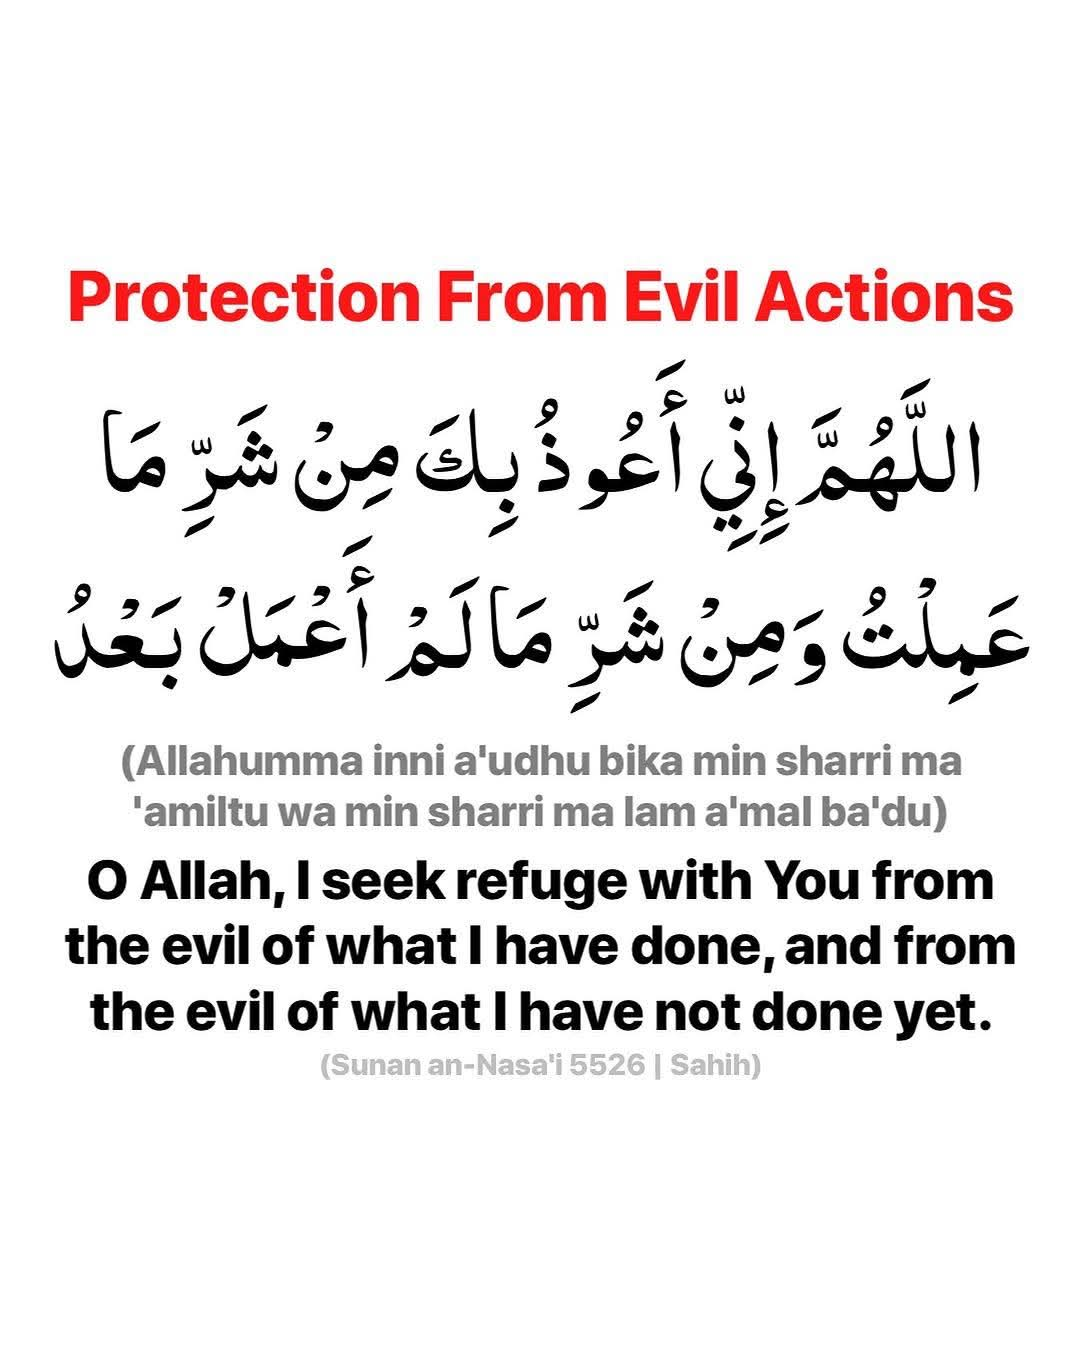 Protection From Evil Actions
اللَّهُمَّ إِنِّي أَعُوذُ بِكَ مِنْ شَرِّ مَا
عَمِلْتُ وَمِنْ شَرِّ مَا لَمْ أَعْمَلْ بَعْدُ
(Allahumma inni a'udhu bika min sharri ma
'amiltu wa min sharri ma lam a'mal ba'du)
O Allah, I seek refuge with You from
the evil of what I have done, and from
the evil of what I have not done yet.
(Sunan an-Nasa'i 5526 | Sahih)